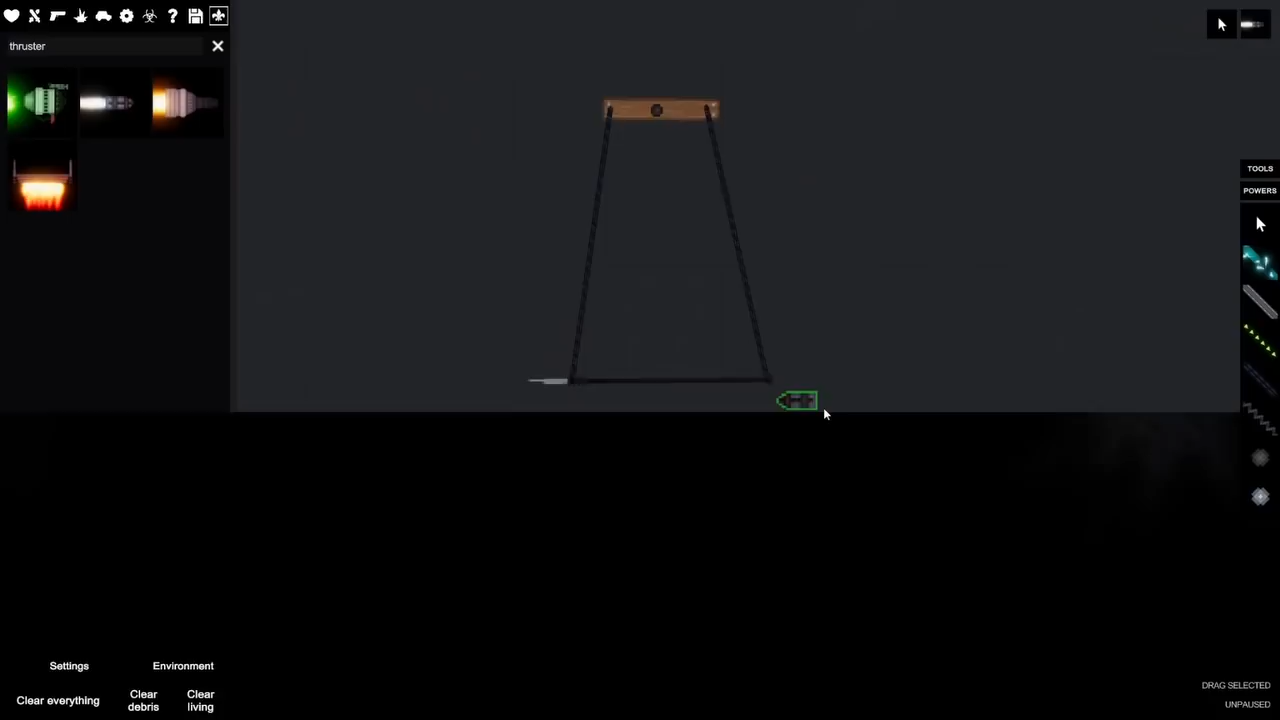 thruster
TOOLS
POWERS
Settings
Environment
Clear everything
Clear
debris
Clear
living
DRAG SELECTED
UNPAUSED